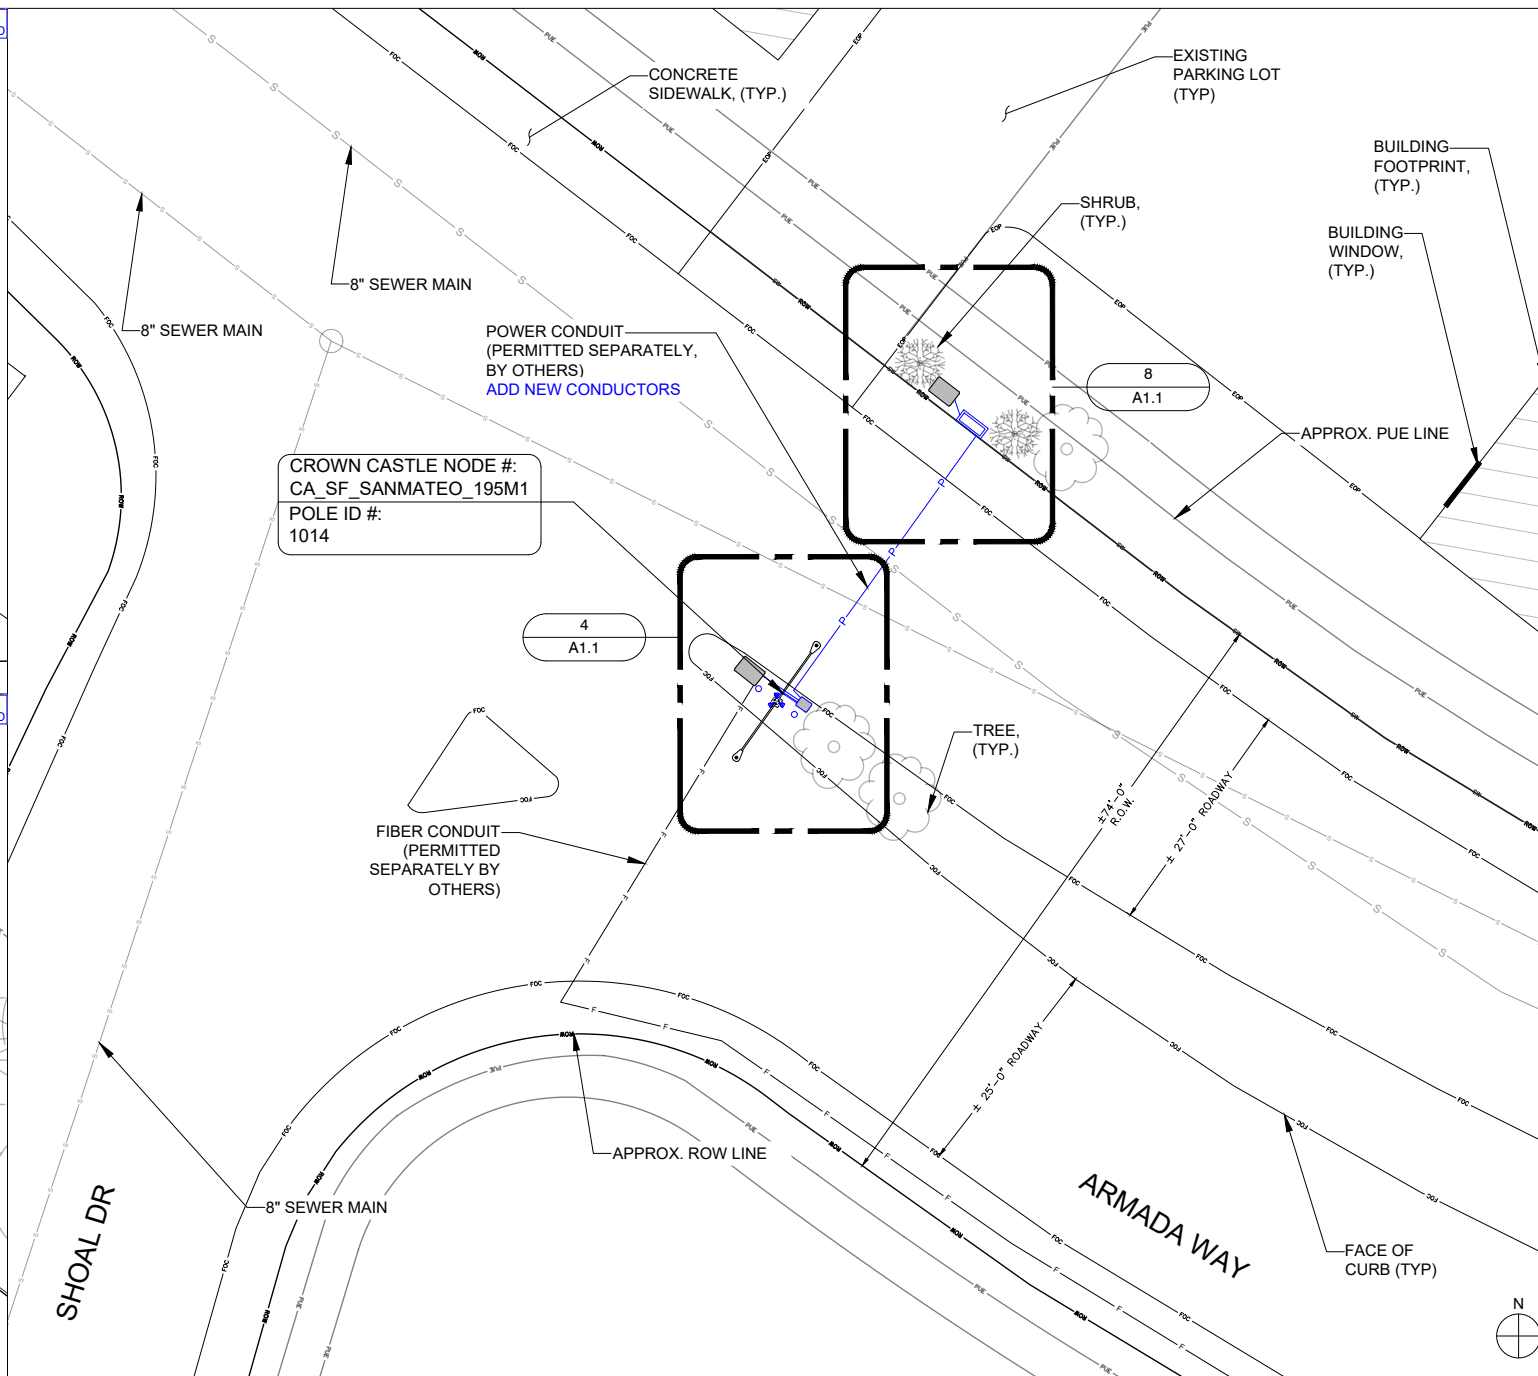 CONCRETE
SIDEWALK, (TYP.)
EXISTING
PARKING LOT
(TYP)
BUILDING
FOOTPRINT,
(TYP.)
SHRUB,
(TYP.)
BUILDING
WINDOW,
(TYP.)
8" SEWER MAIN
8" SEWER MAIN
POWER CONDUIT
(PERMITTED SEPARATELY,
BY OTHERS)
ADD NEW CONDUCTORS
8
A1.1
APPROX. PUE LINE
CROWN CASTLE NODE #:
CA_SF_SANMATEO_195M1
POLE ID #:
1014
4
A1.1
TREE,
(TYP.)
±74'-0"
R.O.W.
± 27'-0" ROADWAY
FIBER CONDUIT
(PERMITTED
SEPARATELY BY
OTHERS)
± 25'-0" ROADWAY
APPROX. ROW LINE
8" SEWER MAIN
SHOAL DR
ARMADA WAY
FACE OF
CURB (TYP)
N